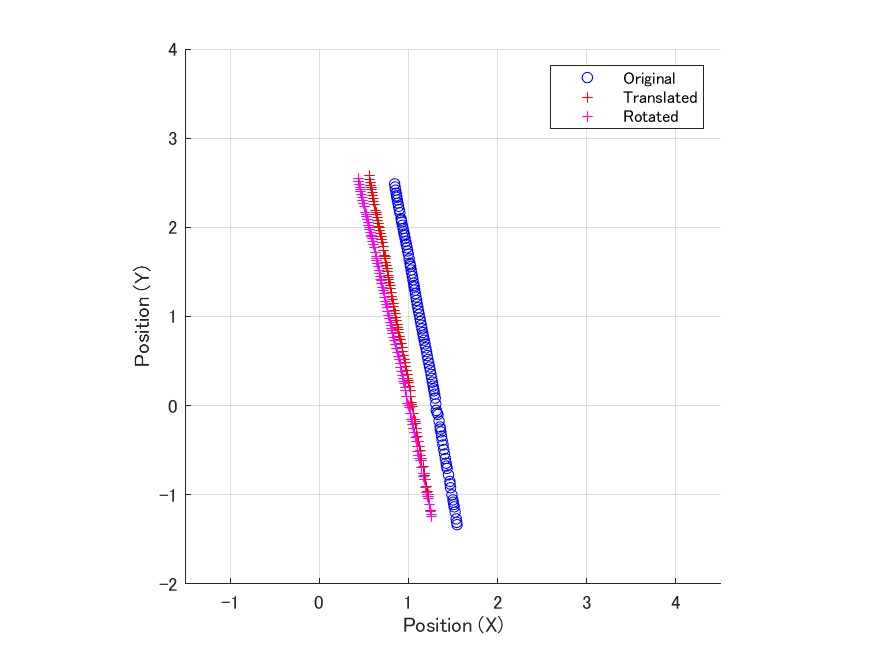 4
3
2
1
0
-1
-2
-1
0
1
2
3
4
Position (X)
Position (Y)
Original
Translated
Rotated